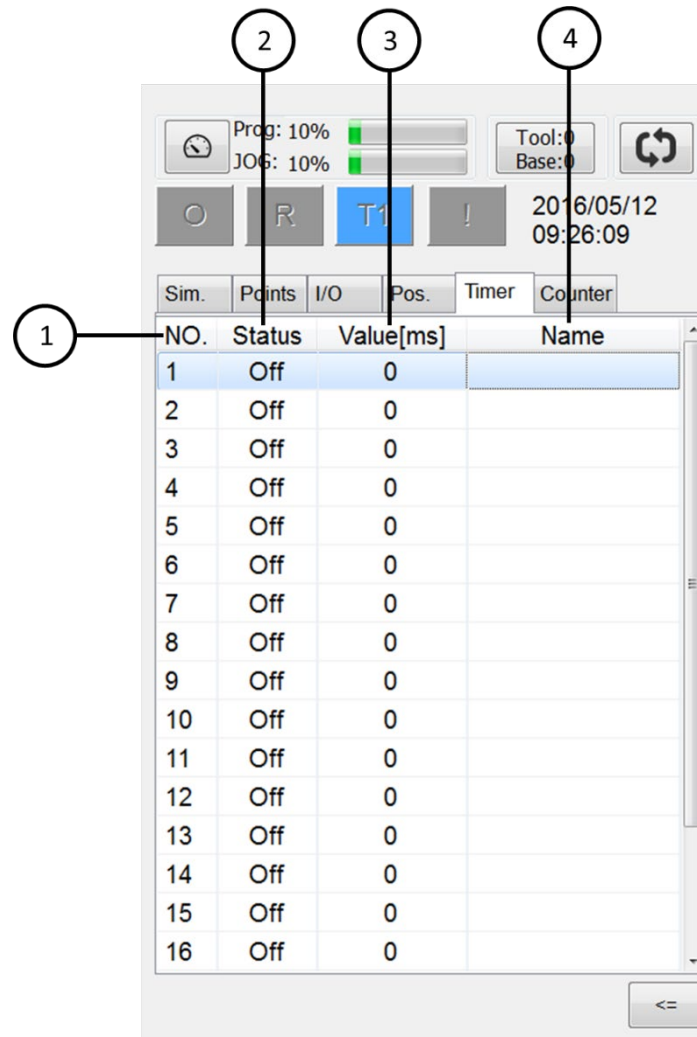 2 3 4
Prog: 10%
JOG: 10%
Tool:0
Base:0
O R T1 !
2016/05/12
09:26:09
Sim. Points I/O Pos. Timer Counter
1
NO. Status Value[ms] Name
1 Off 0
2 Off 0
3 Off 0
4 Off 0
5 Off 0
6 Off 0
7 Off 0
8 Off 0
9 Off 0
10 Off 0
11 Off 0
12 Off 0
13 Off 0
14 Off 0
15 Off 0
16 Off 0
<=